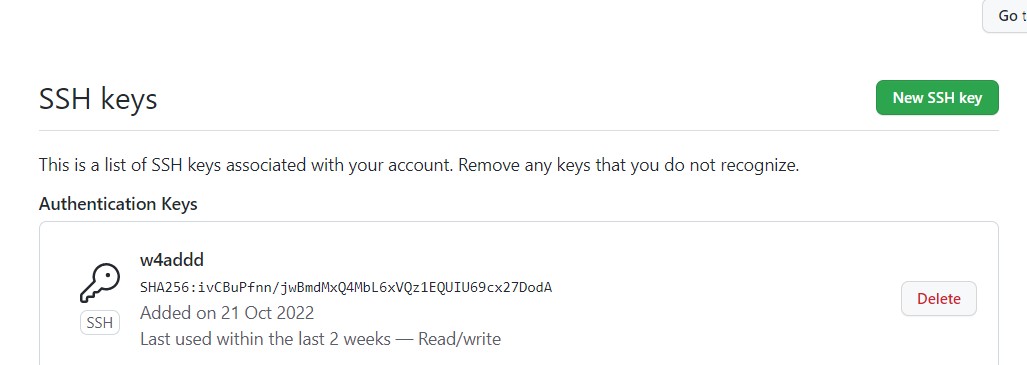 Go t
SSH keys
New SSH key
This is a list of SSH keys associated with your account. Remove any keys that you do not recognize.
Authentication Keys
w4addd
SHA256:ivCBuPfnn/jwBmdMxQ4MbL6xVQz1EQUIU69cx27DodA
SSH
Added on 21 Oct 2022
Last used within the last 2 weeks — Read/write
Delete